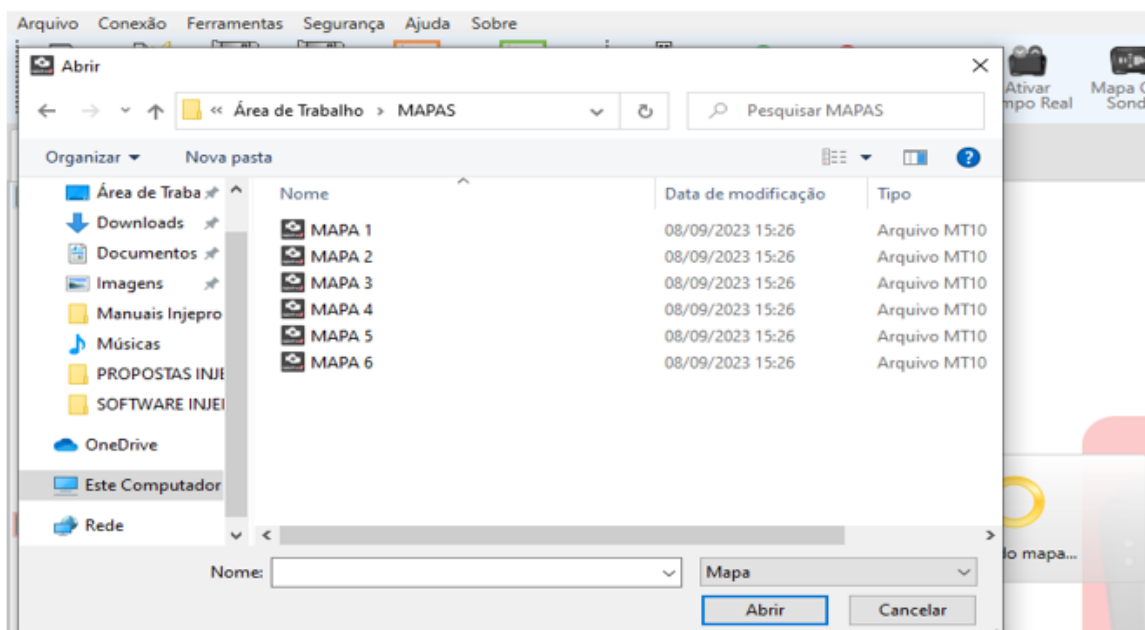 Arquivo Conexão Ferramentas Segurança Ajuda Sobre
Abrir
Ativar
mpo Real
Mapa
Sond
« Área de Trabalho > MAPAS
Pesquisar MAPAS
Organizar Nova pasta
Nome Data de modificação Tipo
Área de Traba
Downloads
Documentos
Imagens
Manuais Injepro
Músicas
PROPOSTAS INJE
SOFTWARE INJEI
OneDrive
Este Computador
Rede
MAPA 1 08/09/2023 15:26 Arquivo MT10
MAPA 2 08/09/2023 15:26 Arquivo MT10
MAPA 3 08/09/2023 15:26 Arquivo MT10
MAPA 4 08/09/2023 15:26 Arquivo MT10
MAPA 5 08/09/2023 15:26 Arquivo MT10
MAPA 6 08/09/2023 15:26 Arquivo MT10
do mapa...
Nome: Mapa
Abrir Cancelar